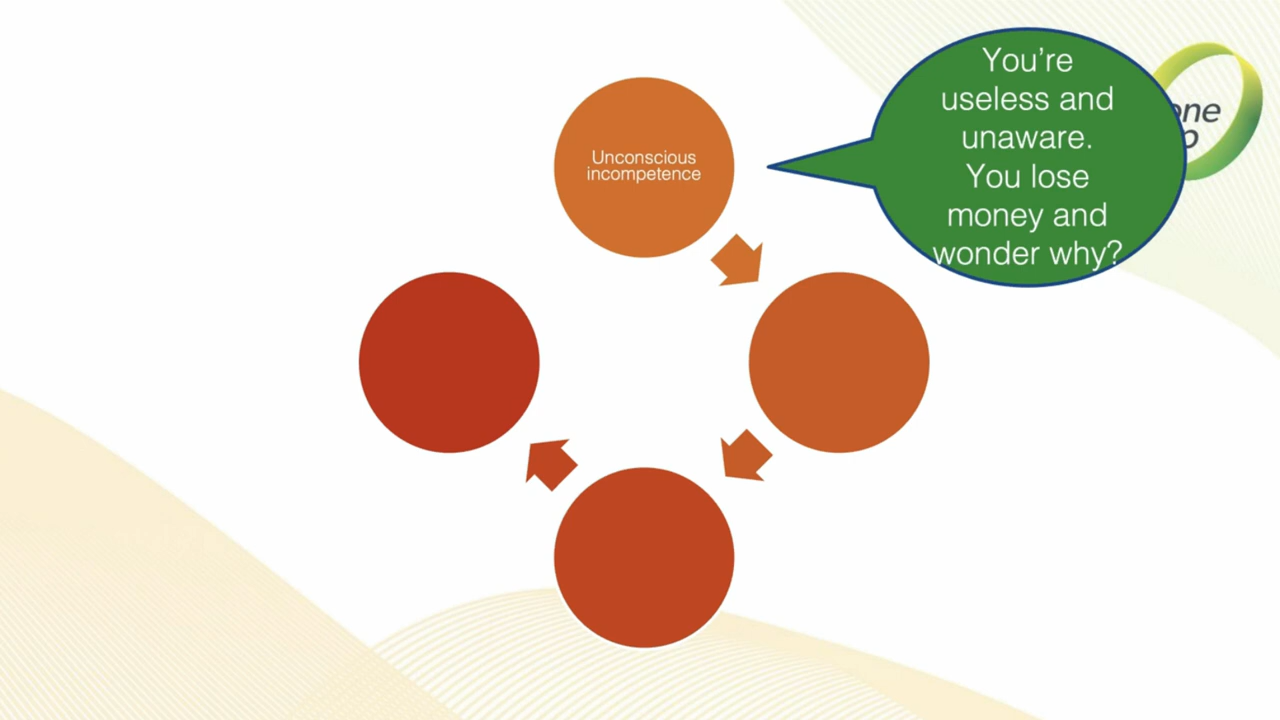 Unconscious
incompetence
You're
useless and
unaware.
You lose
money and
wonder why?